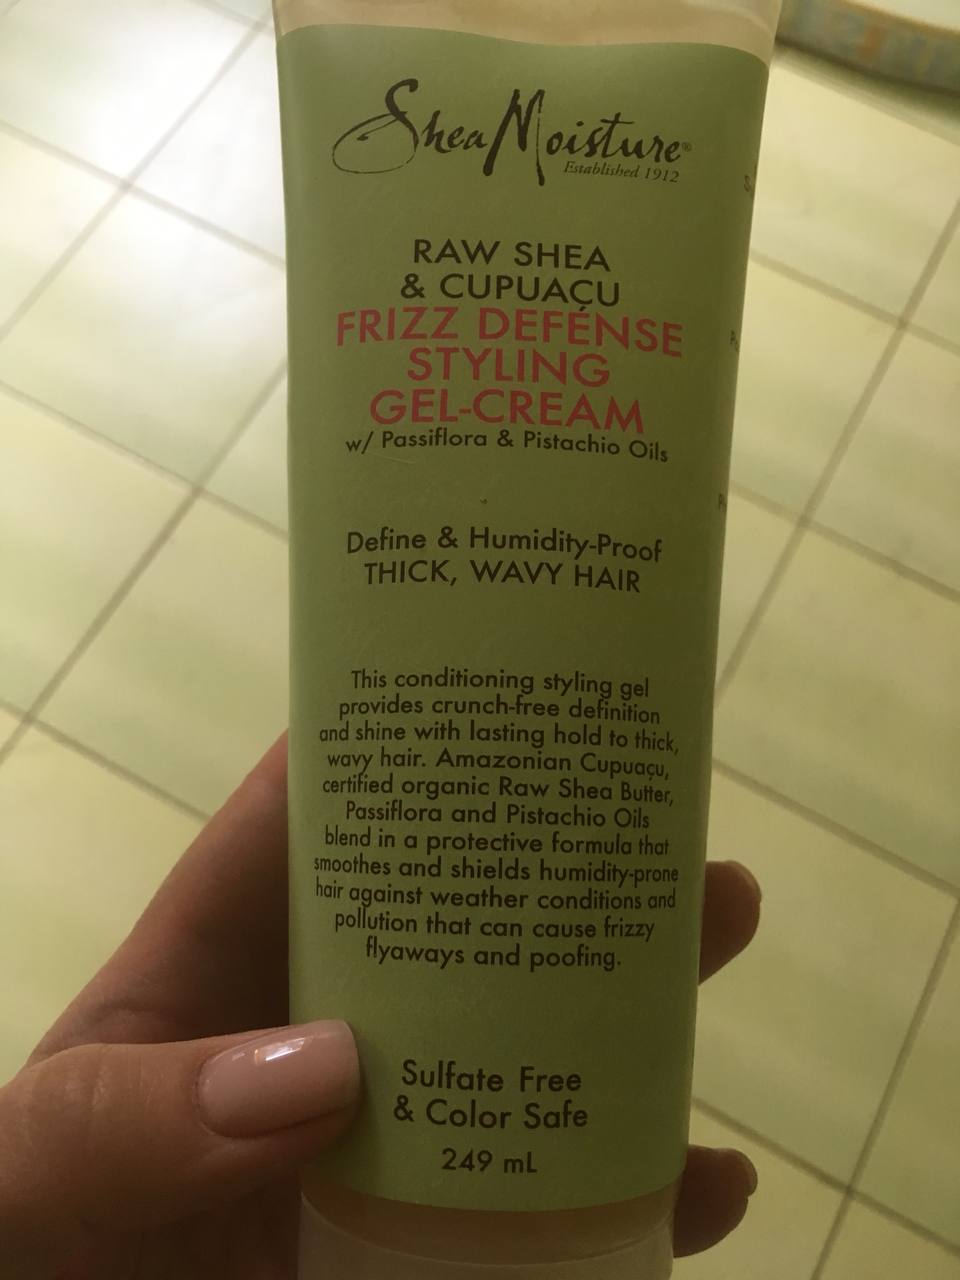 SheaMoisture®
Established 1912
RAW SHEA
& CUPUAÇU
FRIZZ DEFENSE
STYLING
GEL-CREAM
w/ Passiflora & Pistachio Oils
Define & Humidity-Proof
THICK, WAVY HAIR
This conditioning styling gel
provides crunch-free definition
and shine with lasting hold to thick,
wavy hair. Amazonian Cupuaçu,
certified organic Raw Shea Butter,
Passiflora and Pistachio Oils
blend in a protective formula that
smoothes and shields humidity-prone
hair against weather conditions and
pollution that can cause frizzy
flyaways and poofing.
Sulfate Free
& Color Safe
249 mL